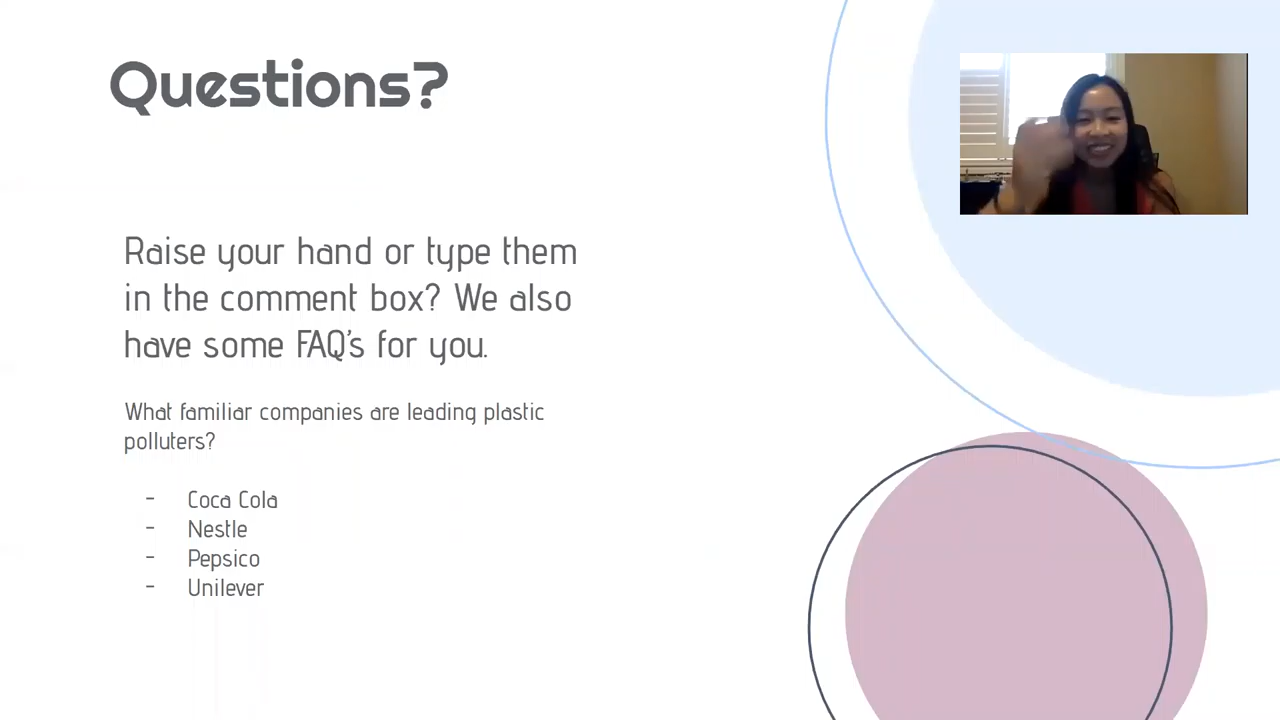 Questions?
Raise your hand or type them
in the comment box? We also
have some FAQ's for you.
What familiar companies are leading plastic
polluters?
- Coca Cola
- Nestle
- Pepsico
- Unilever